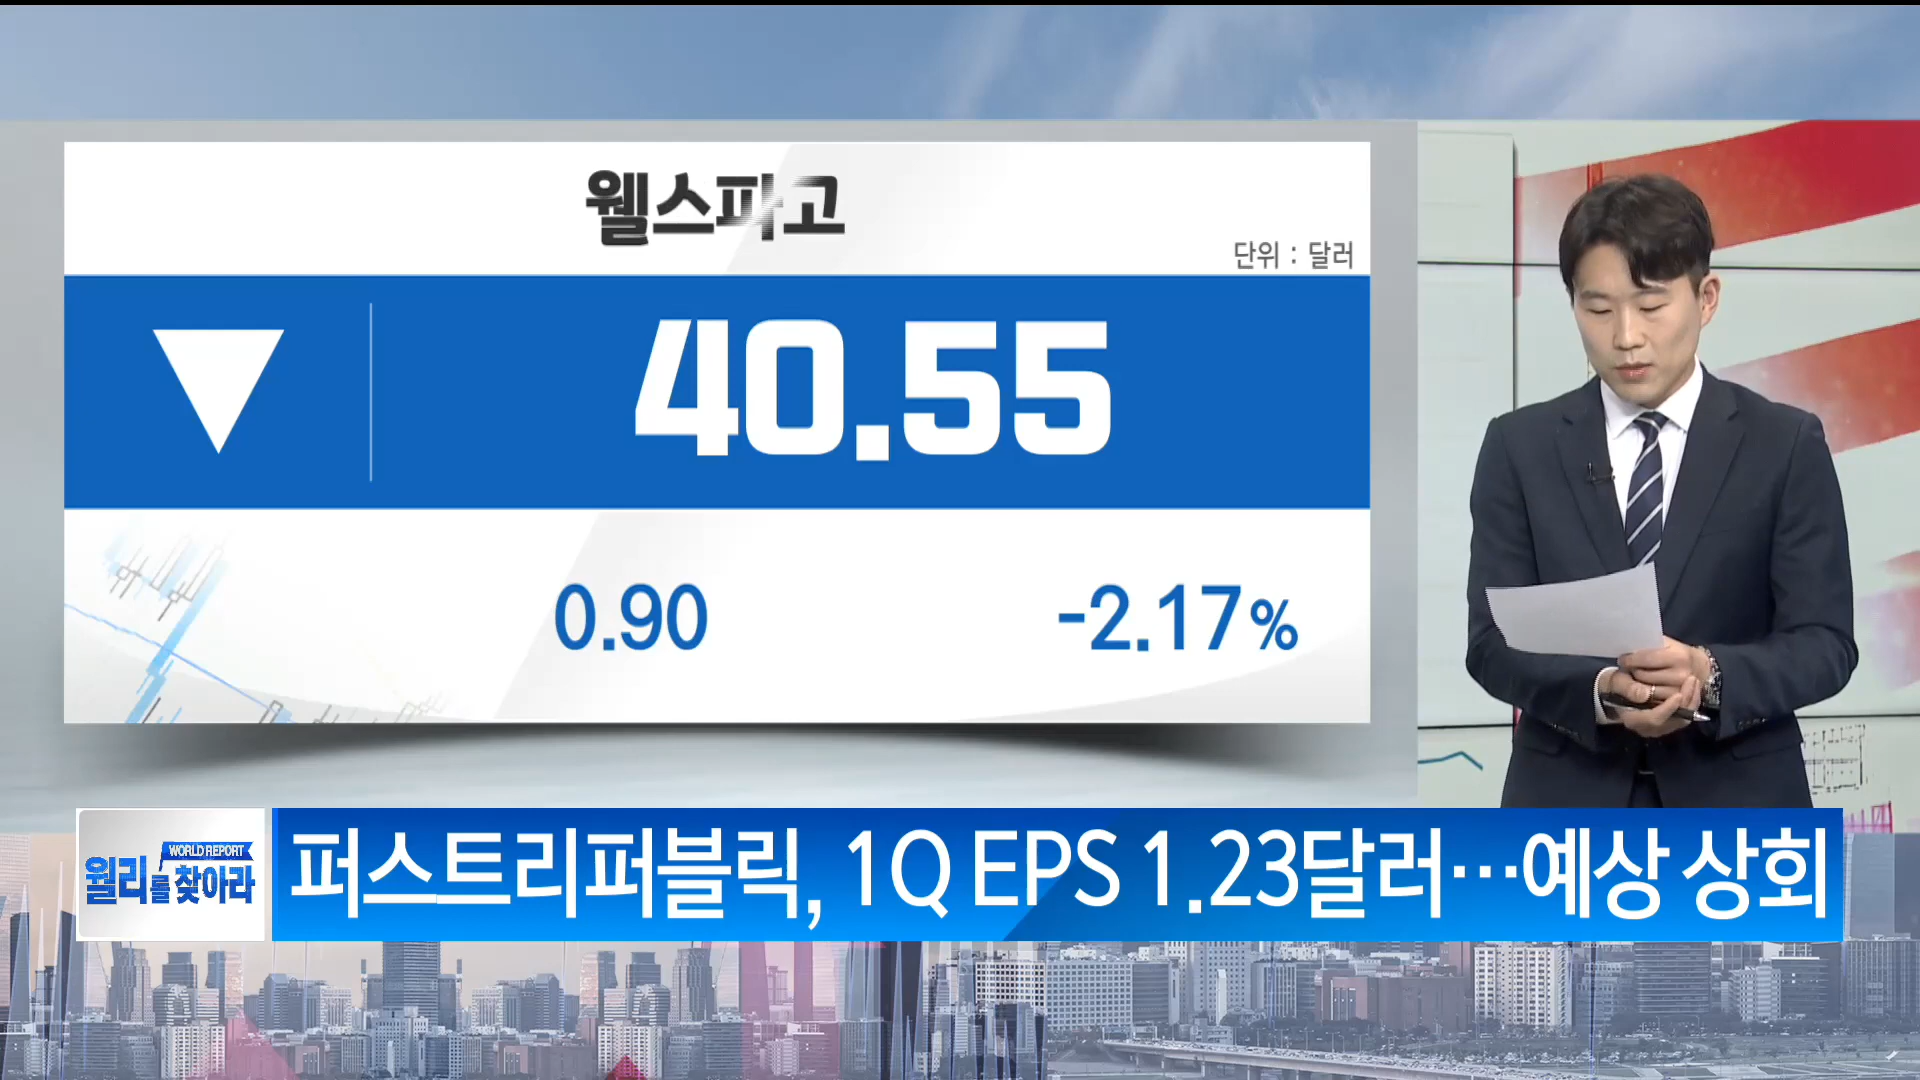 웰스파고
단위 : 달러
40.55
0.90
-2.17%
WORLD REPORT
월리를 찾아라
퍼스트리퍼블릭, 1Q EPS 1.23달러…예상 상회